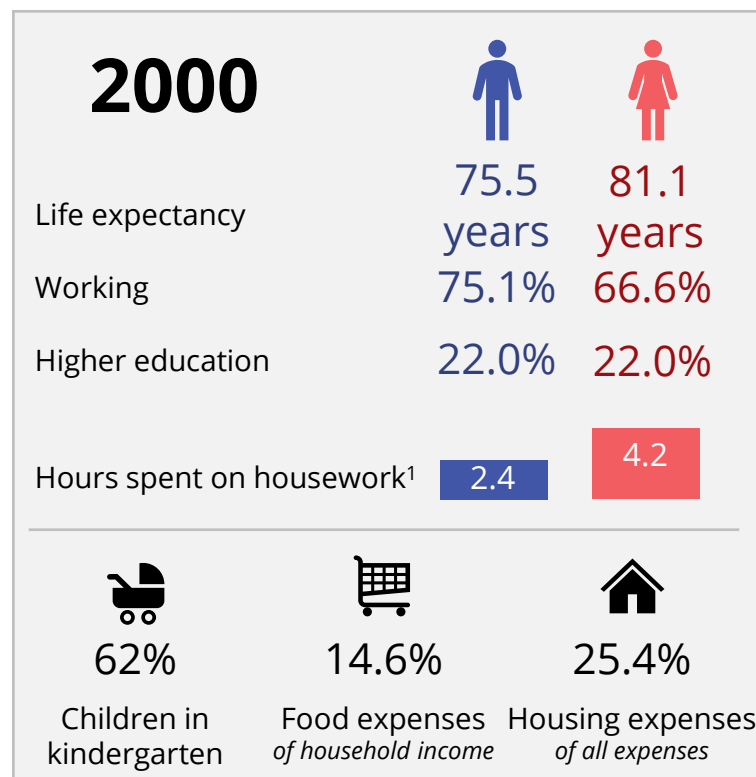 2000
Life expectancy
75.5
years
81.1
years
Working
75.1%
66.6%
Higher education
22.0%
22.0%
Hours spent on housework¹
2.4
4.2
62%
Children in
kindergarten
14.6%
Food expenses
of household income
25.4%
Housing expenses
of all expenses